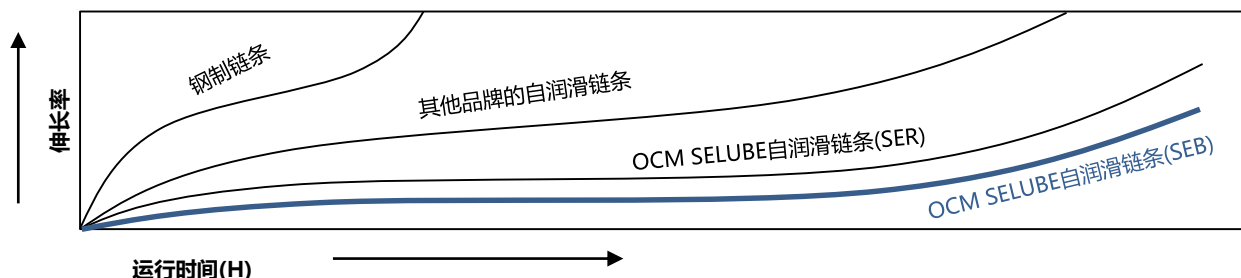 钢制链条
其他品牌的自润滑链条
伸长率
OCM SELUBE自润滑链条(SER)
OCM SELUBE自润滑链条(SEB)
运行时间(H)